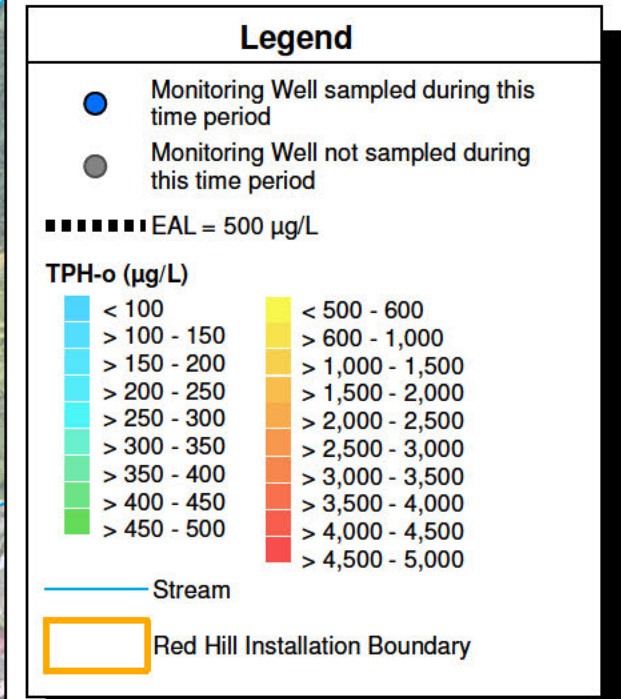 Legend
Monitoring Well sampled during this
time period
Monitoring Well not sampled during
this time period
EAL = 500 µg/L
TPH-o (µg/L)
< 100
> 100 - 150
> 150 - 200
> 200 - 250
> 250 - 300
> 300 - 350
> 350 - 400
> 400 - 450
> 450 - 500
< 500 - 600
> 600 - 1,000
> 1,000 - 1,500
> 1,500 - 2,000
> 2,000 - 2,500
> 2,500 - 3,000
> 3,000 - 3,500
> 3,500 - 4,000
> 4,000 - 4,500
> 4,500 - 5,000
Stream
Red Hill Installation Boundary